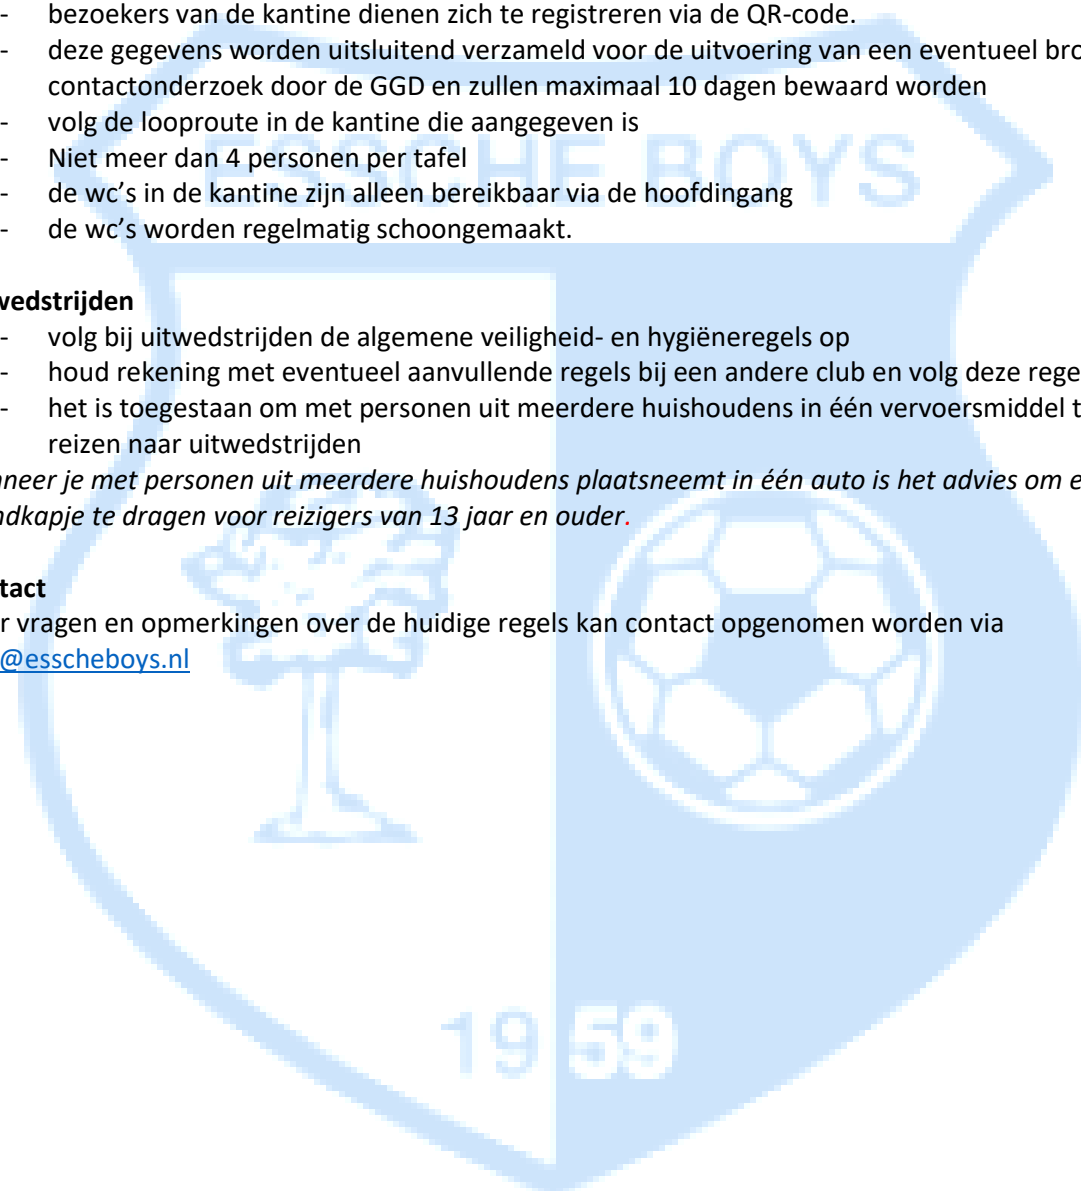 - bezoekers van de kantine dienen zich te registreren via de QR-code.
- deze gegevens worden uitsluitend verzameld voor de uitvoering van een eventueel bro
contactonderzoek door de GGD en zullen maximaal 10 dagen bewaard worden
- volg de looproute in de kantine die aangegeven is
- Niet meer dan 4 personen per tafel
- de wc’s in de kantine zijn alleen bereikbaar via de hoofdingang
- de wc’s worden regelmatig schoongemaakt.
wedstrijden
- volg bij uitwedstrijden de algemene veiligheid- en hygiëneregels op
- houd rekening met eventueel aanvullende regels bij een andere club en volg deze rege
- het is toegestaan om met personen uit meerdere huishoudens in één vervoersmiddel t
reizen naar uitwedstrijden
nneer je met personen uit meerdere huishoudens plaatsneemt in één auto is het advies om e
ndkapje te dragen voor reizigers van 13 jaar en ouder.
tact
r vragen en opmerkingen over de huidige regels kan contact opgenomen worden via
@esscheboys.nl
ESSCHE BOYS
1959